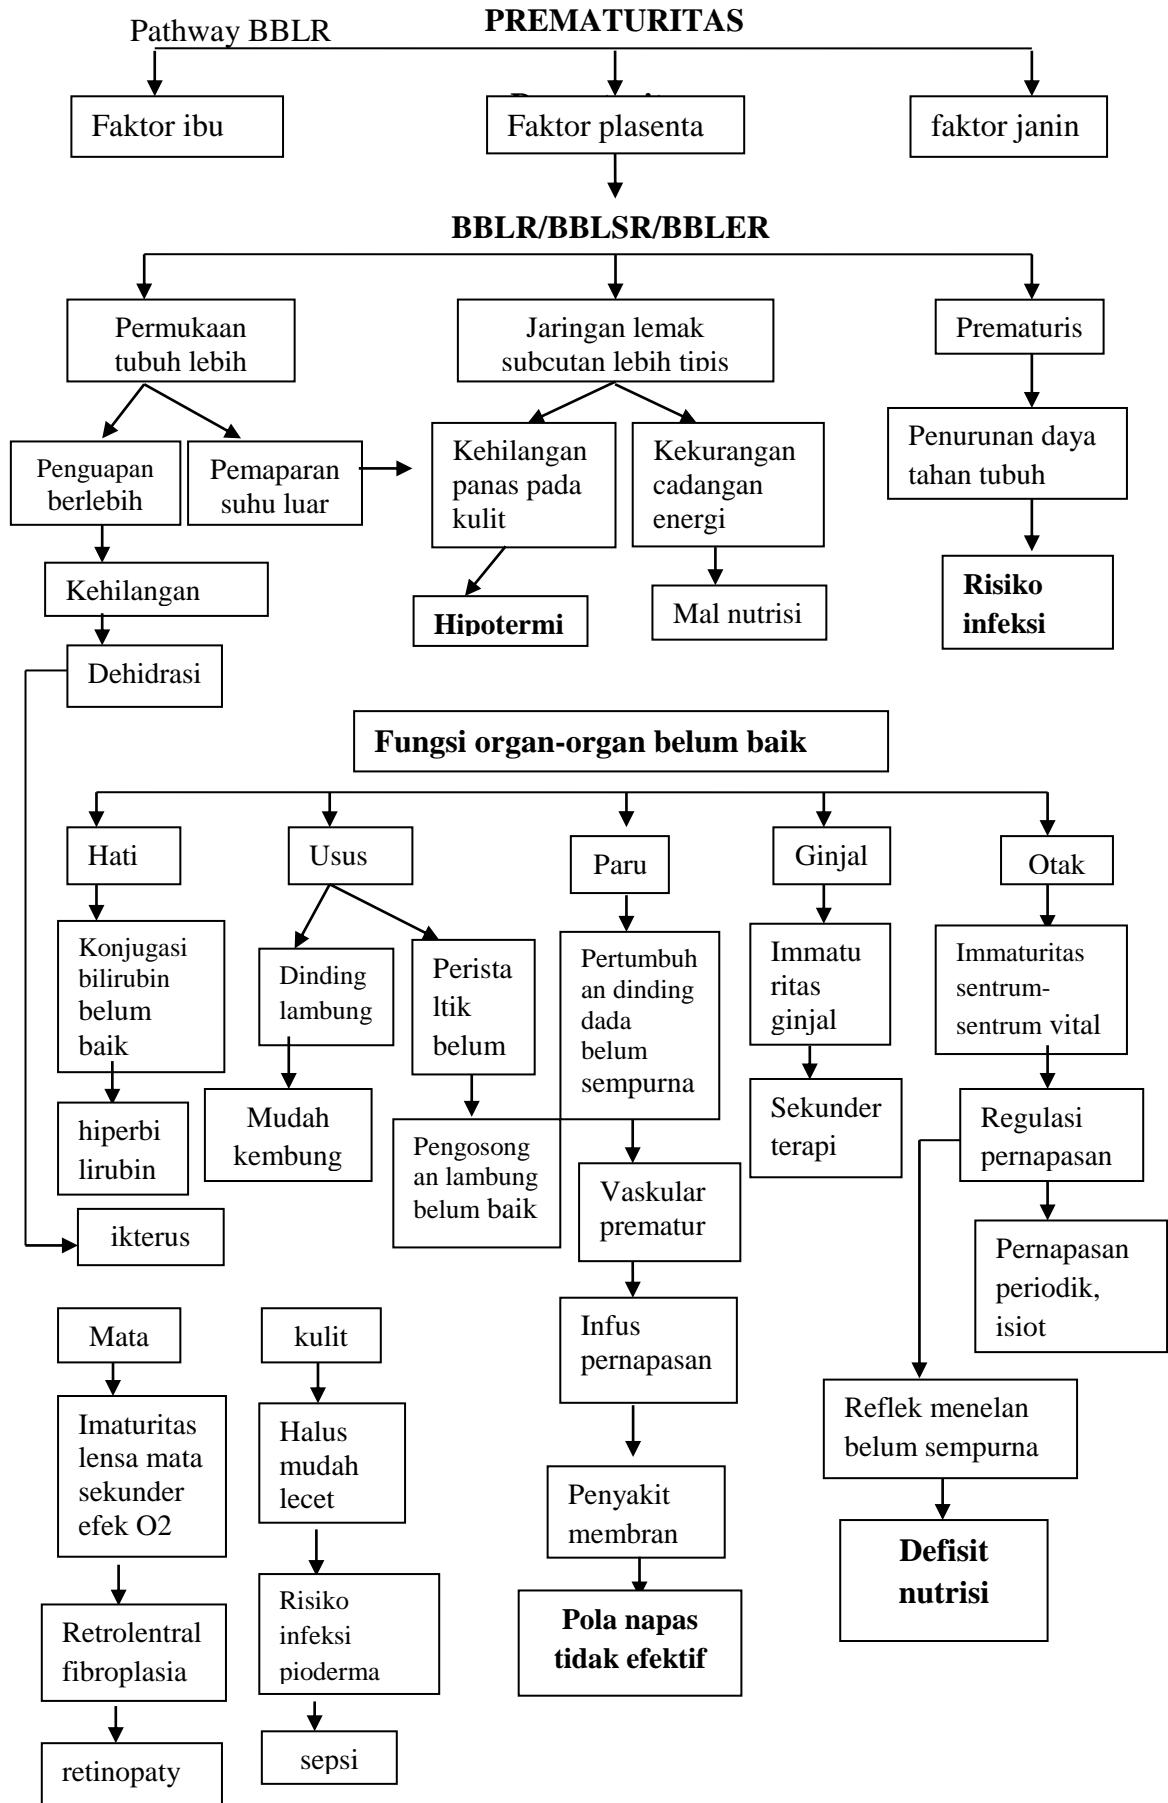 Pathway BBLR
PREMATURITAS
Faktor ibu
Faktor plasenta
faktor janin
BBLR/BBLSR/BBLER
Permukaan
tubuh lebih
Jaringan lemak
subcutan lebih tipis
Prematuris
Penguapan
berlebih
Pemaparan
suhu luar
Kehilangan
panas pada
kulit
Kekurangan
cadangan
energi
Penurunan daya
tahan tubuh
Kehilangan
Hipotermi
Mal nutrisi
Risiko
infeksi
Dehidrasi
Fungsi organ-organ belum baik
Hati
Usus
Paru
Ginjal
Otak
Konjugasi
bilirubin
belum
baik
Dinding
lambung
Perista
ltik
belum
Pertumbuh
an dinding
dada
belum
sempurna
Immatu
ritas
ginjal
Immaturitas
sentrum-
sentrum vital
hiperbi
lirubin
Mudah
kembung
Pengosong
an lambung
belum baik
Vaskular
prematur
Sekunder
terapi
Regulasi
pernapasan
ikterus
Pernapasan
periodik,
isiot
Mata
kulit
Infus
pernapasan
Imaturitas
lensa mata
sekunder
efek O2
Halus
mudah
lecet
Reflek menelan
belum sempurna
Penyakit
membran
Defisit
nutrisi
Retrolentral
fibroplasia
Risiko
infeksi
pioderma
Pola napas
tidak efektif
retinopaty
sepsi